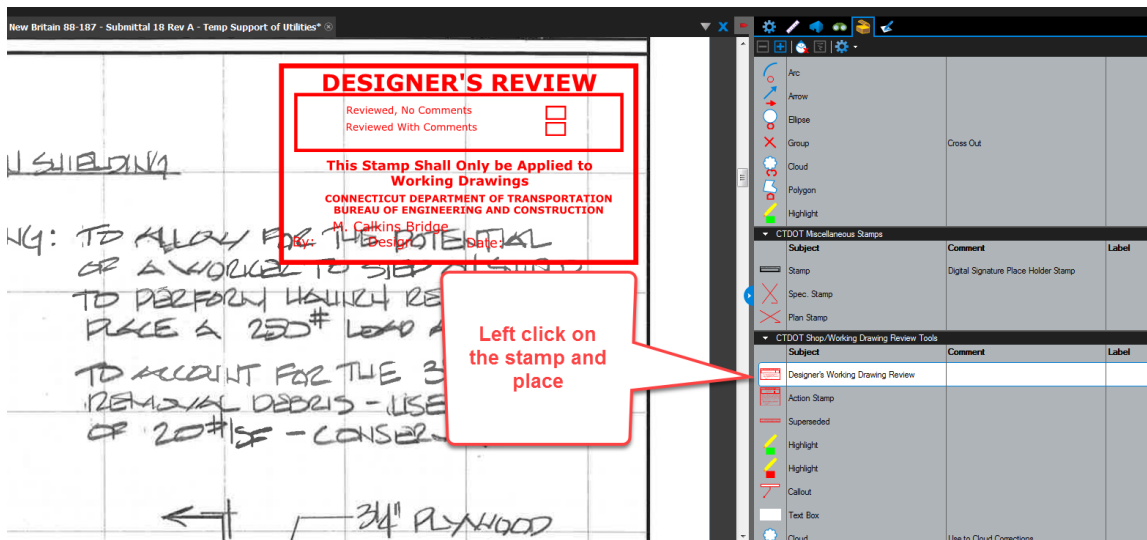 New Britain 88-187 - Submittal 18 Rev A - Temp Support of Utilities*
DESIGNER'S REVIEW
Reviewed, No Comments
Reviewed With Comments
This Stamp Shall Only be Applied to
Working Drawings
CONNECTICUT DEPARTMENT OF TRANSPORTATION
BUREAU OF ENGINEERING AND CONSTRUCTION
M. Calkins Bridge
By: Design Date:
SHIELDING
TO ALLOW FOR THE POTENTIAL
OF A WORKER TO STEP
TO PERFORM HAUNCH RE
PLACE A 250# LOAD
TO ACCOUNT FOR THE 3
REMOVAL DEBRIS - USE
OF 20#/SF - CONSER
3/4" PLYWOOD
Left click on
the stamp and
place
Arc
Arrow
Ellipse
Group Cross Out
Cloud
Polygon
Highlight
CTDOT Miscellaneous Stamps
Subject Comment Label
Stamp Digital Signature Place Holder Stamp
Spec. Stamp
Plan Stamp
CTDOT Shop/Working Drawing Review Tools
Subject Comment Label
Designer's Working Drawing Review
Action Stamp
Superseded
Highlight
Highlight
Callout
Text Box
Cloud Use to Cloud Corrections